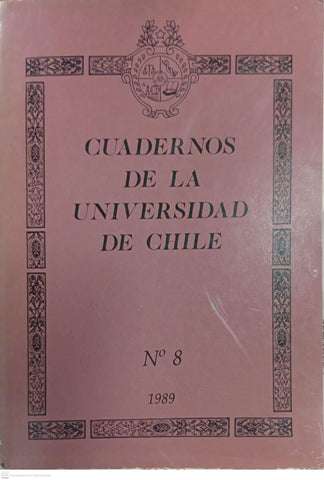 CUADERNOS
DE LA
UNIVERSIDAD
DE CHILE
Nº 8
1989